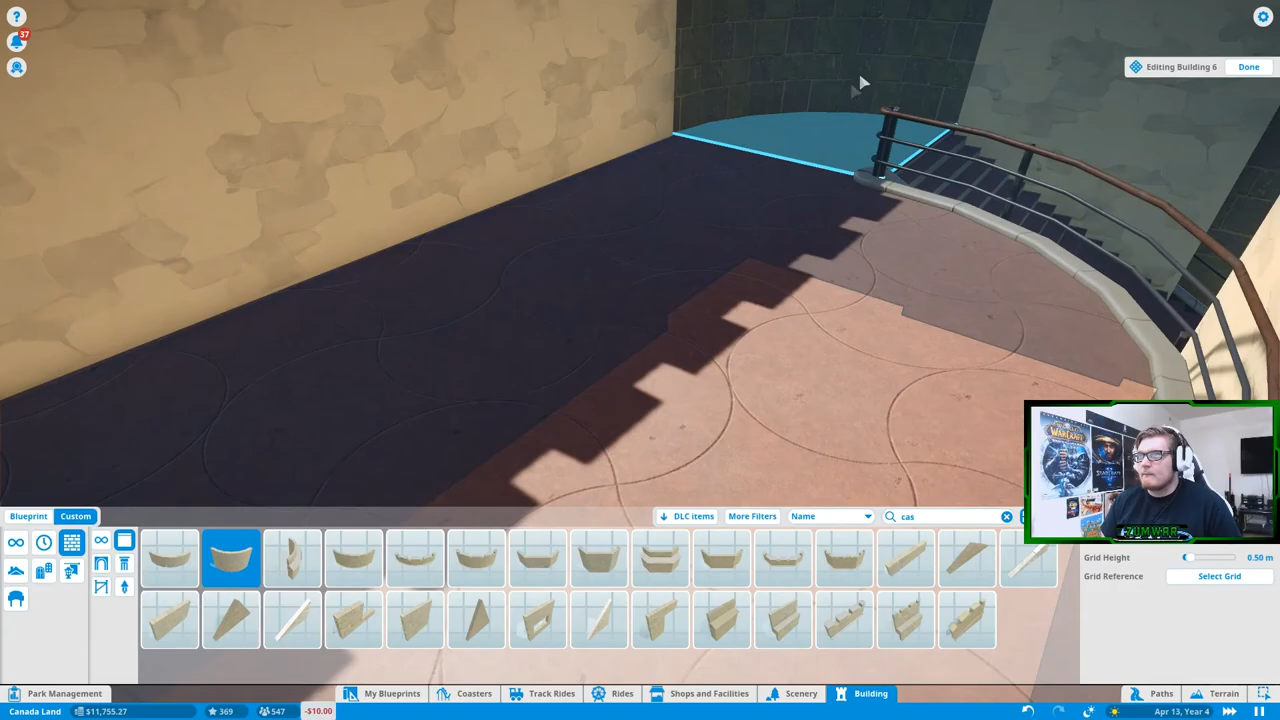 37
Editing Building 6 Done
Blueprint Custom
DLC items More Filters Name cas
Grid Height 0.50 m
Grid Reference Select Grid
WARCRAFT
ZUMWRR
Park Management My Blueprints Coasters Track Rides Rides Shops and Facilities Scenery Building Paths Terrain
Canada Land $11,755.27 369 547 -$10.00 Apr 13, Year 4